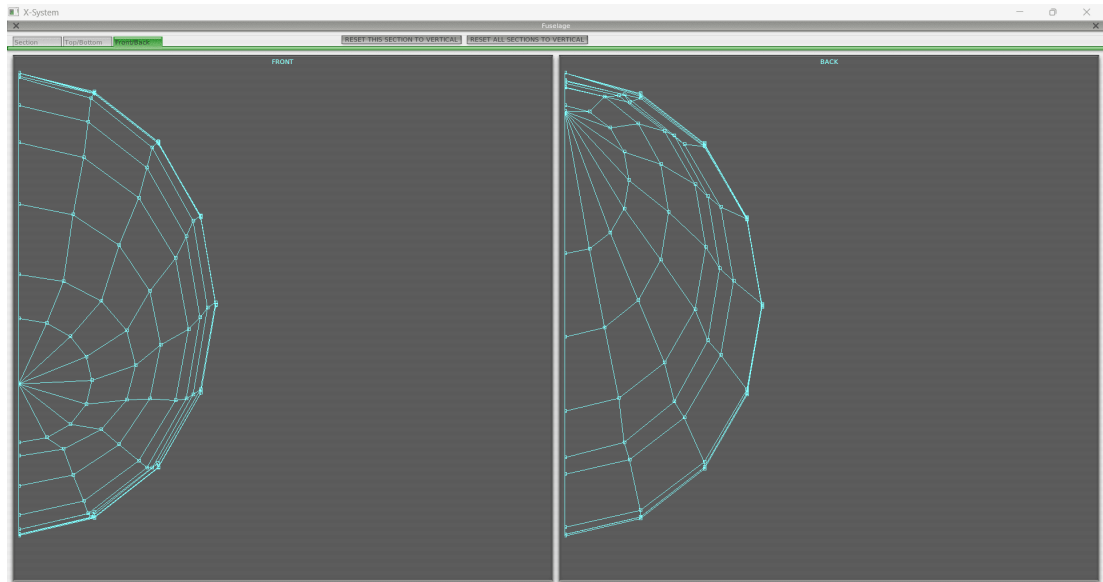 X-System
Fuselage
Section Top/Bottom Front/Back RESET THIS SECTION TO VERTICAL RESET ALL SECTIONS TO VERTICAL
FRONT BACK